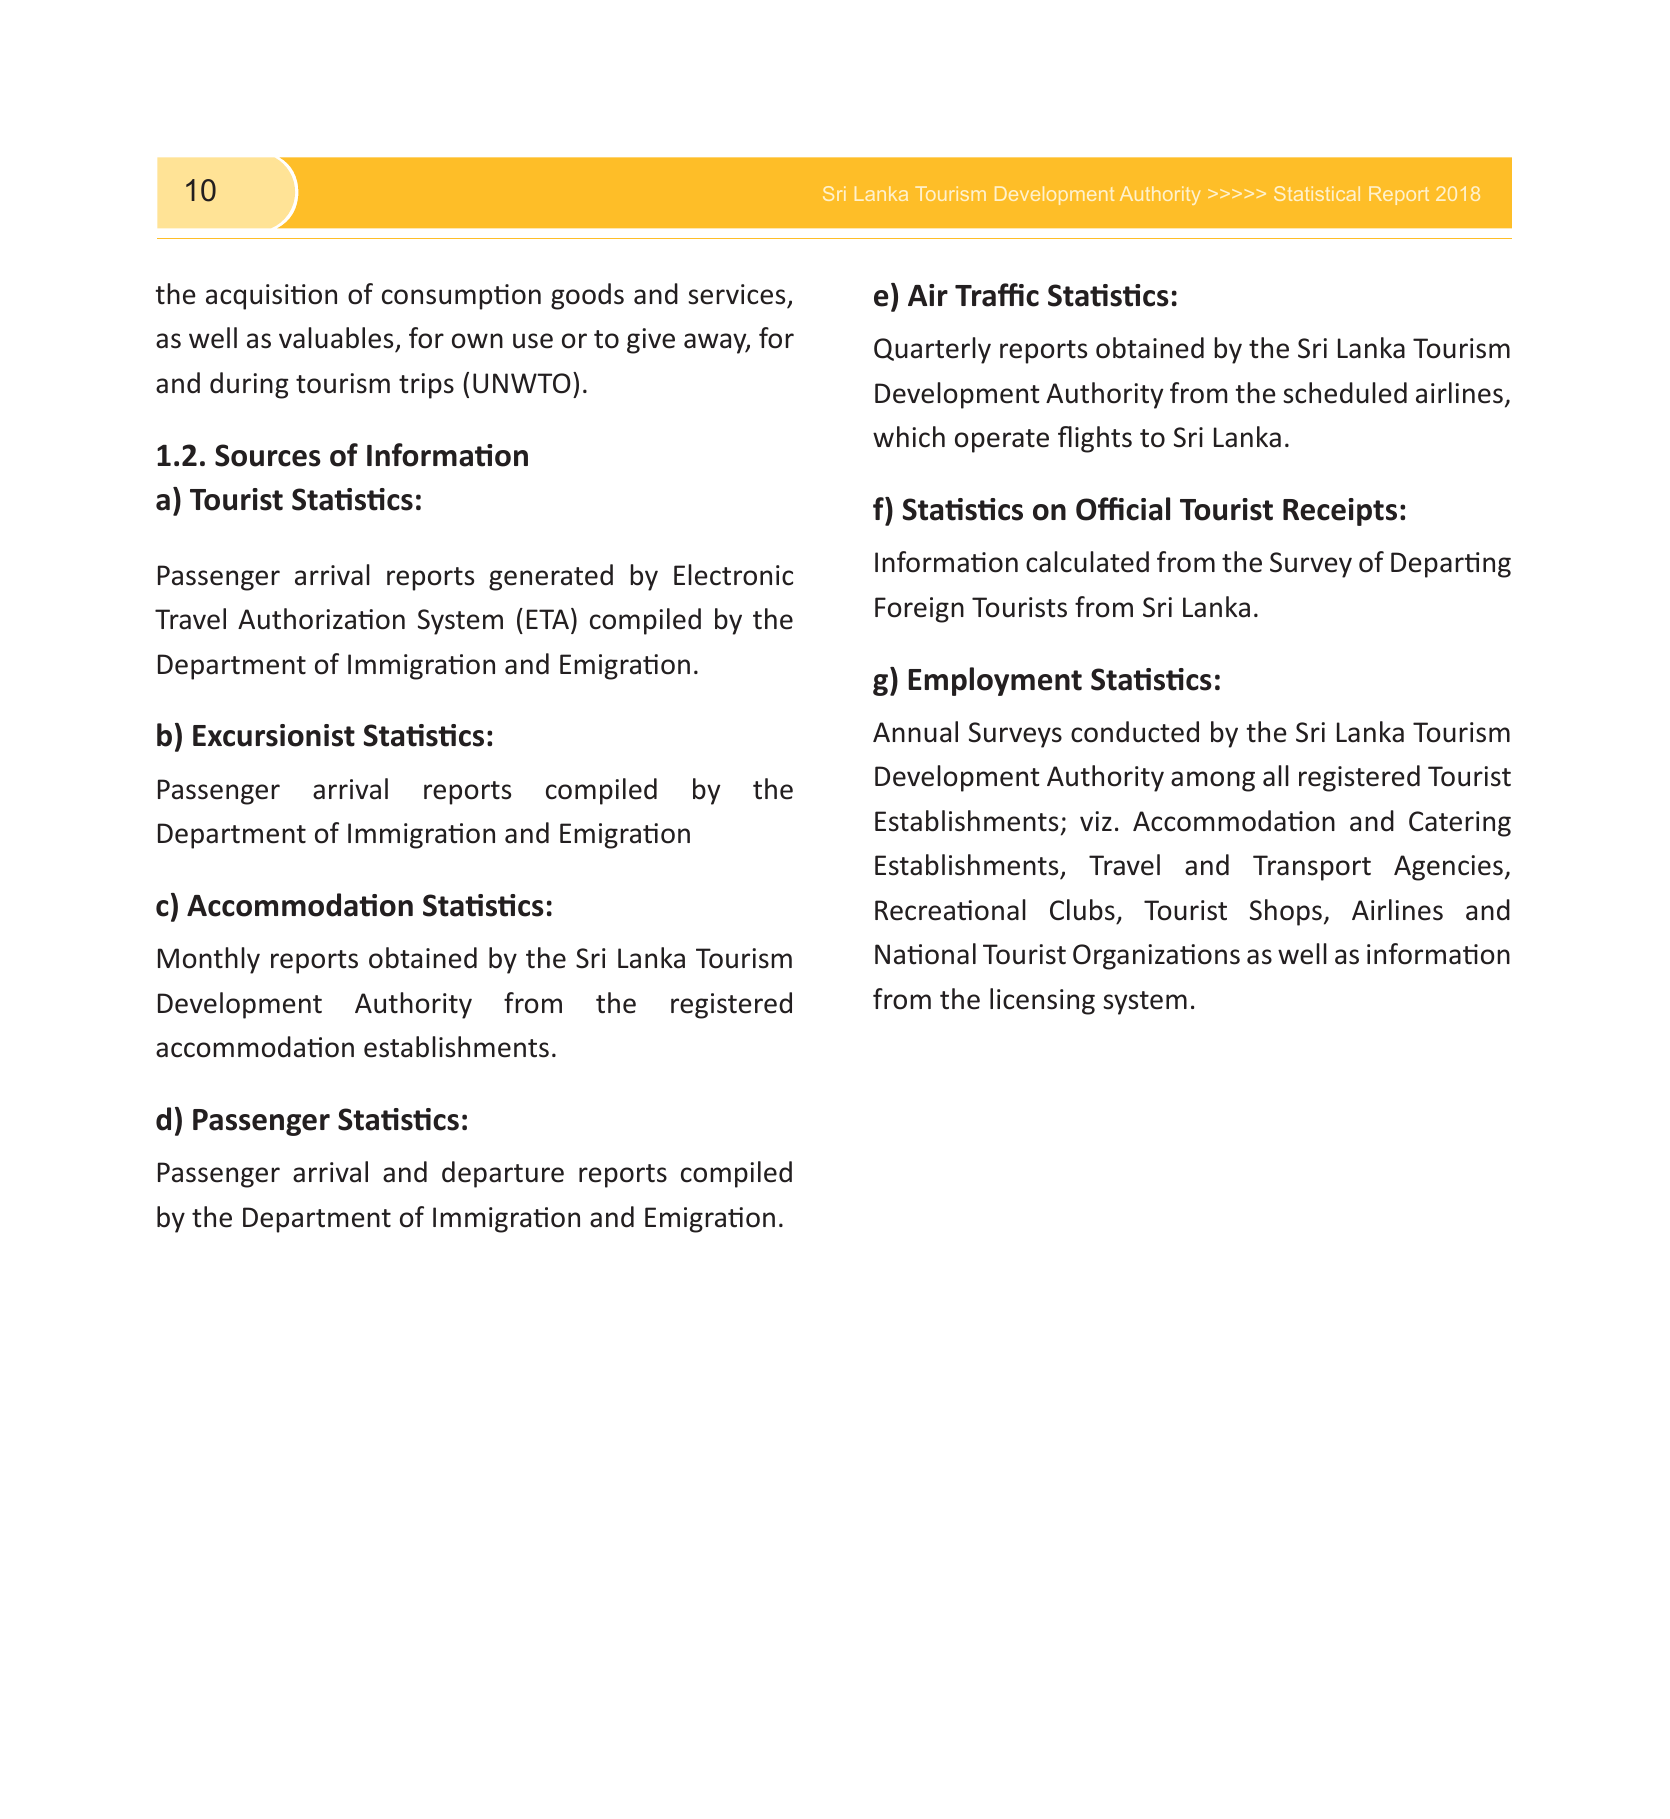 10
Sri Lanka Tourism Development Authority >>>>> Statistical Report 2018
the acquisition of consumption goods and services,
as well as valuables, for own use or to give away, for
and during tourism trips (UNWTO).
1.2. Sources of Information
a) Tourist Statistics:
Passenger arrival reports generated by Electronic
Travel Authorization System (ETA) compiled by the
Department of Immigration and Emigration.
b) Excursionist Statistics:
Passenger arrival reports compiled by the
Department of Immigration and Emigration
c) Accommodation Statistics:
Monthly reports obtained by the Sri Lanka Tourism
Development Authority from the registered
accommodation establishments.
d) Passenger Statistics:
Passenger arrival and departure reports compiled
by the Department of Immigration and Emigration.
e) Air Traffic Statistics:
Quarterly reports obtained by the Sri Lanka Tourism
Development Authority from the scheduled airlines,
which operate flights to Sri Lanka.
f) Statistics on Official Tourist Receipts:
Information calculated from the Survey of Departing
Foreign Tourists from Sri Lanka.
g) Employment Statistics:
Annual Surveys conducted by the Sri Lanka Tourism
Development Authority among all registered Tourist
Establishments; viz. Accommodation and Catering
Establishments, Travel and Transport Agencies,
Recreational Clubs, Tourist Shops, Airlines and
National Tourist Organizations as well as information
from the licensing system.